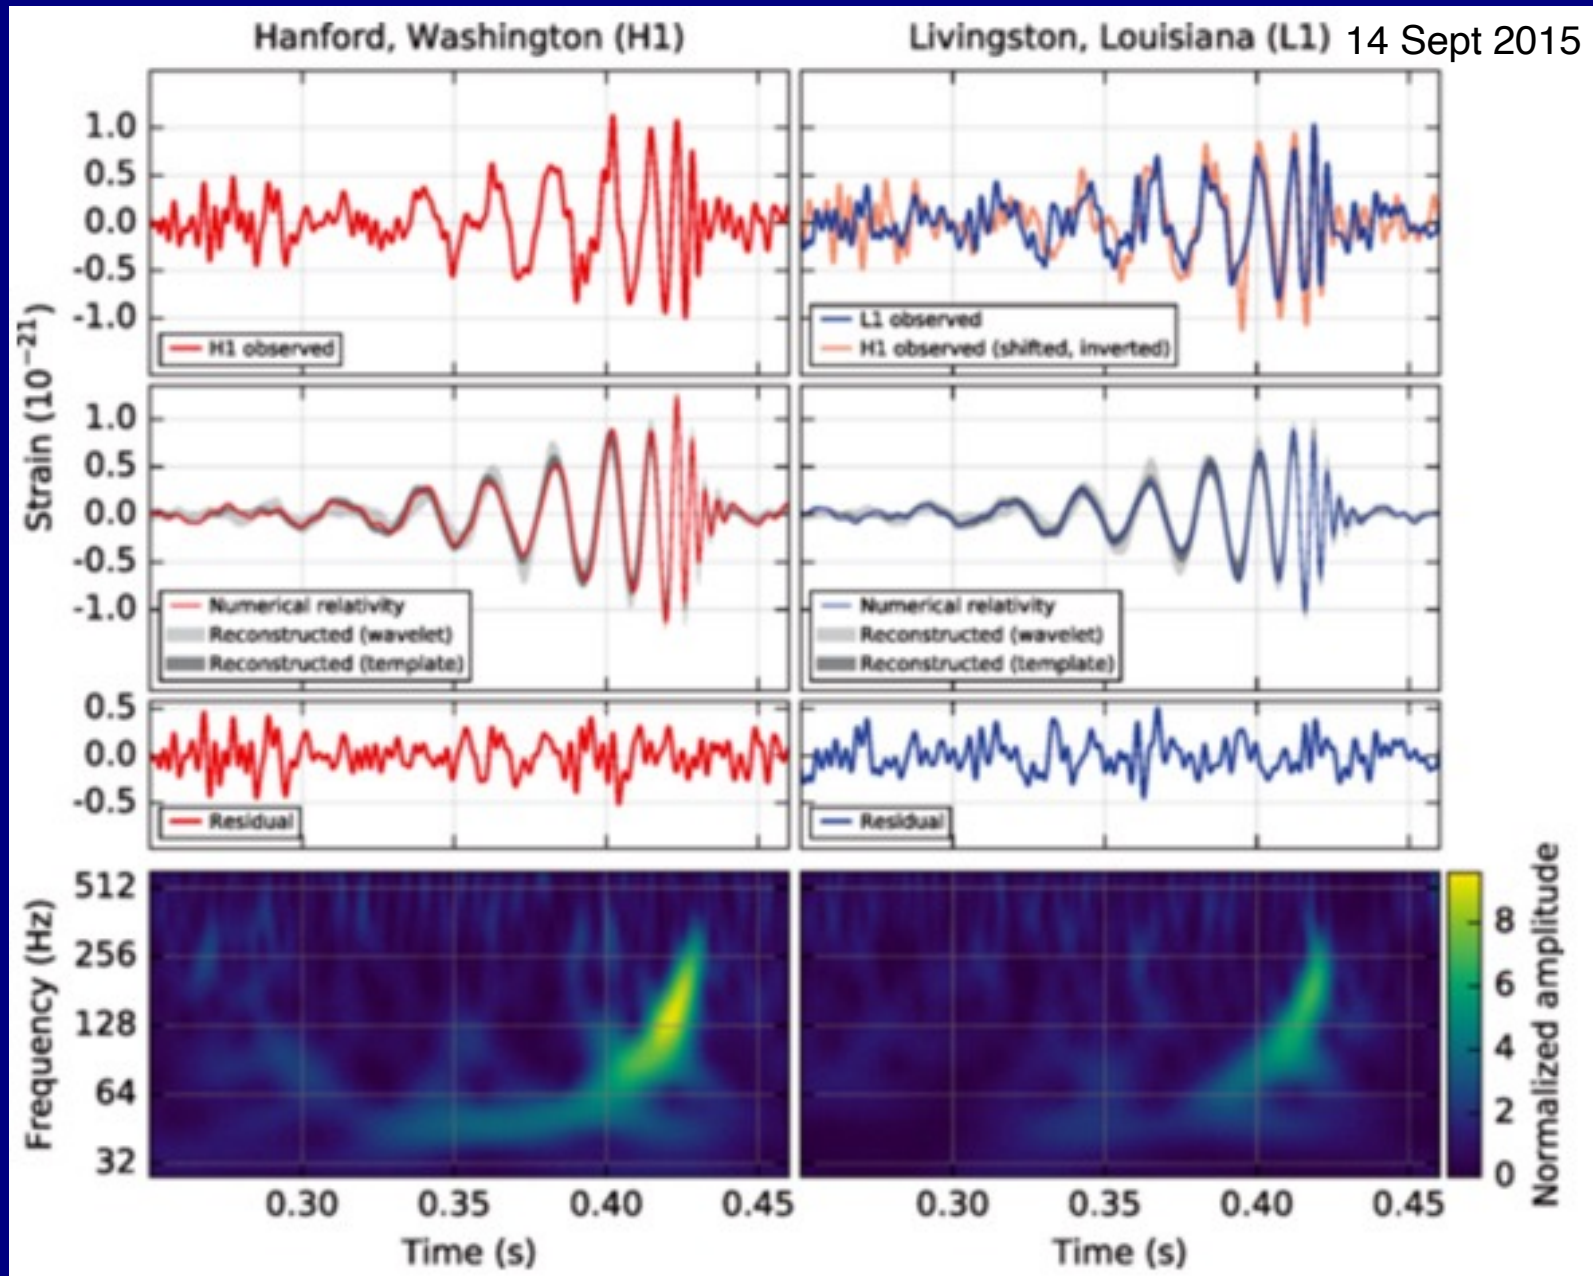 Hanford, Washington (H1)
Livingston, Louisiana (L1)
14 Sept 2015
Strain (10⁻²¹)
1.0
0.5
0.0
-0.5
-1.0
H1 observed
L1 observed
H1 observed (shifted, inverted)
1.0
0.5
0.0
-0.5
-1.0
Numerical relativity
Reconstructed (wavelet)
Reconstructed (template)
Numerical relativity
Reconstructed (wavelet)
Reconstructed (template)
0.5
0.0
-0.5
Residual
Residual
Frequency (Hz)
512
256
128
64
32
Normalized amplitude
8
6
4
2
0
0.30 0.35 0.40 0.45
0.30 0.35 0.40 0.45
Time (s)
Time (s)